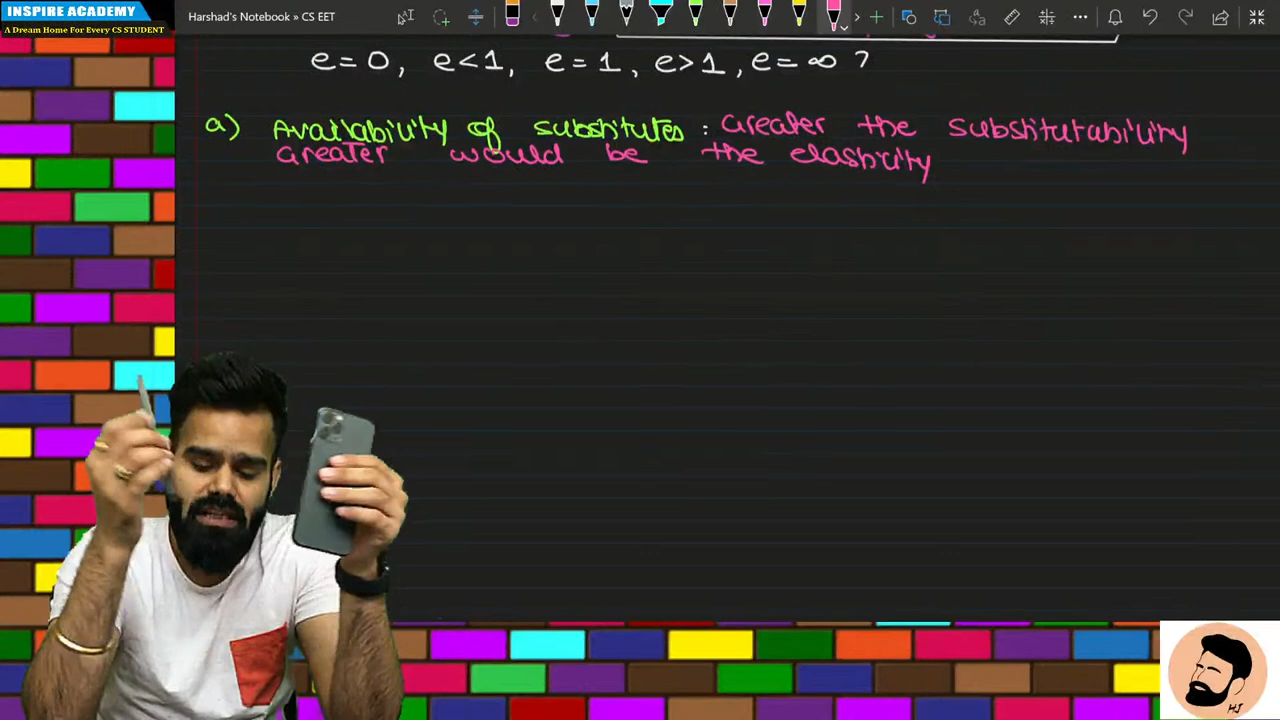 INSPIRE ACADEMY
A Dream Home For Every CS STUDENT
Harshad's Notebook » CS EET
e = 0, e < 1, e = 1, e > 1, e = ∞ ?
a) Availability of substitutes : Greater the substitutability
Greater would be the elasticity
HJ